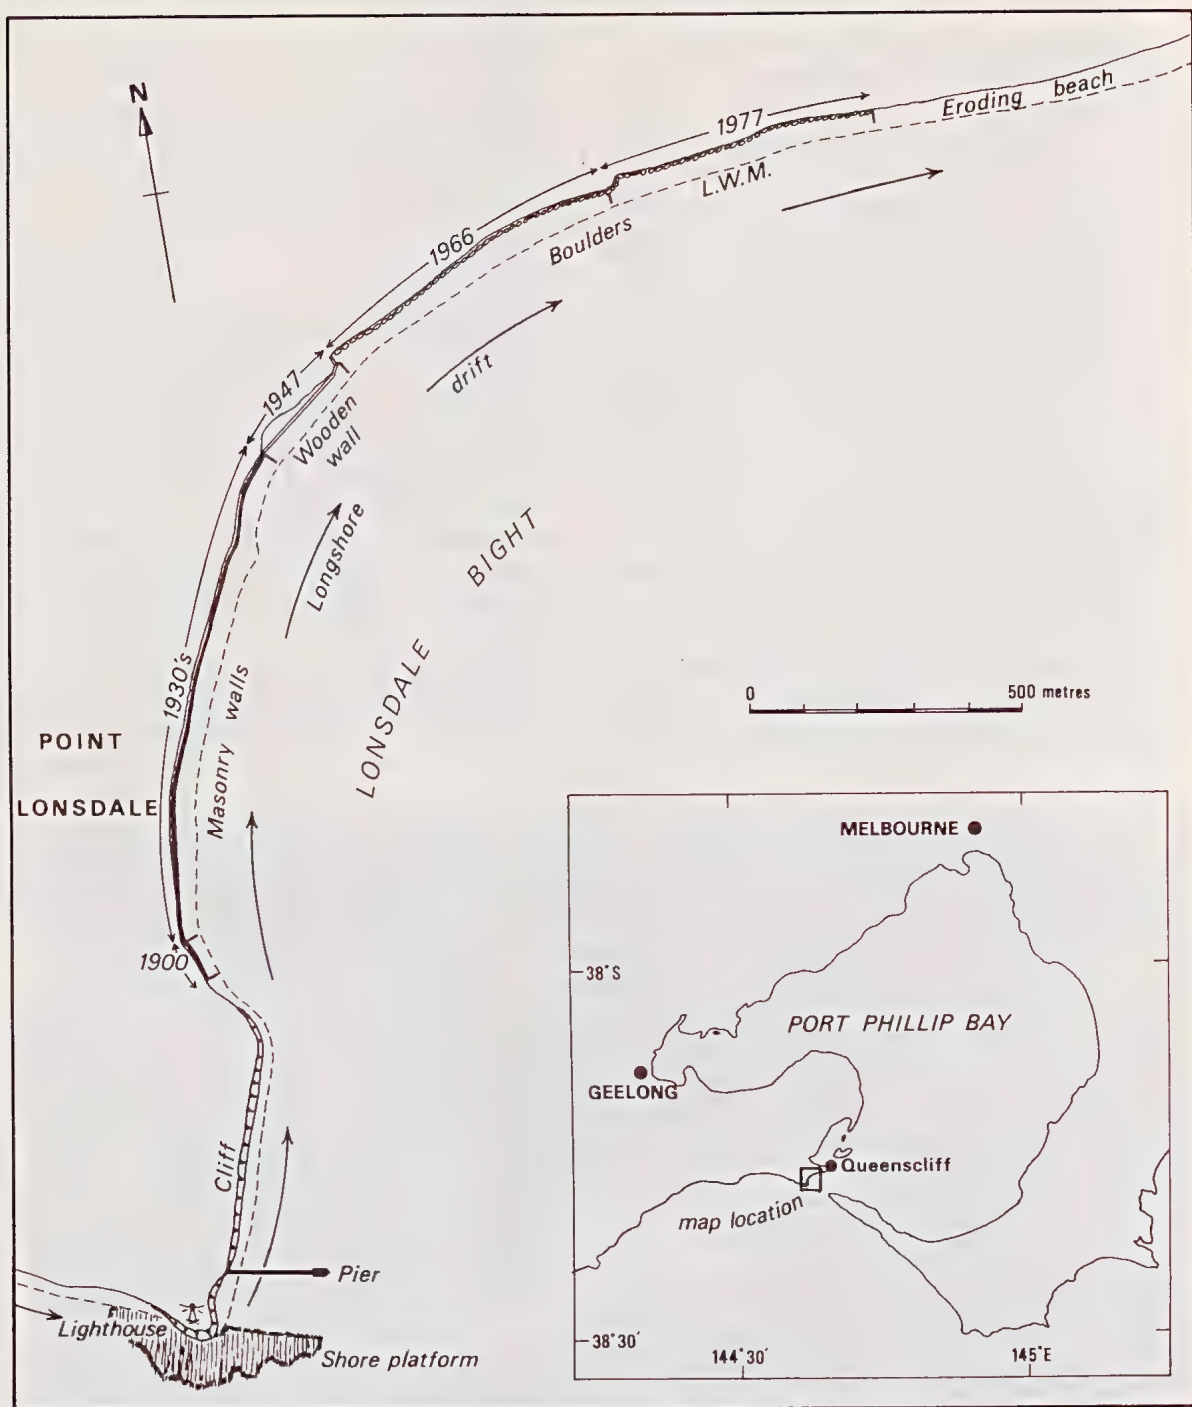 N
1977
Eroding beach
L.W.M.
1966
Boulders
drift
1947
Wooden
wall
Longshore
LONSDALE BIGHT
1930's
Masonry walls
0 500 metres
POINT
LONSDALE
1900
Cliff
Pier
Lighthouse
Shore platform
MELBOURNE
38°S
PORT PHILLIP BAY
GEELONG
Queenscliff
map location
38°30'
144°30'
145°E